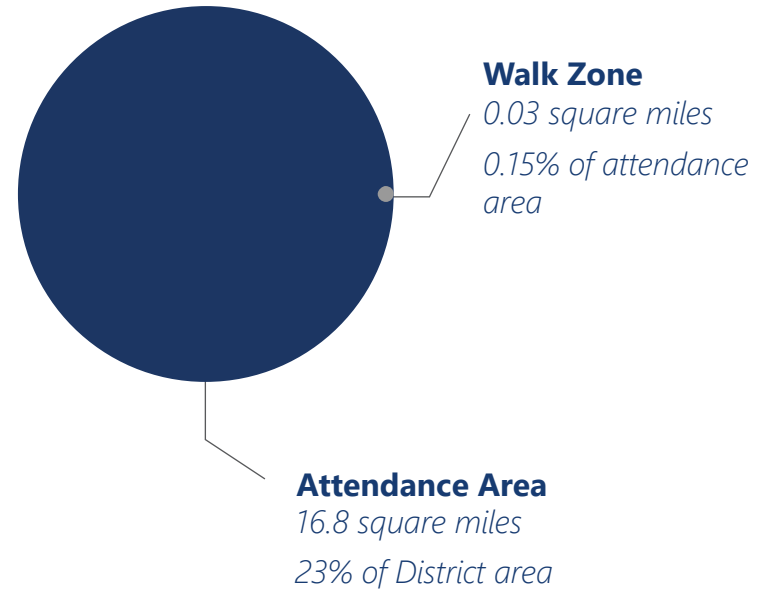 Walk Zone
0.03 square miles
0.15% of attendance
area
Attendance Area
16.8 square miles
23% of District area